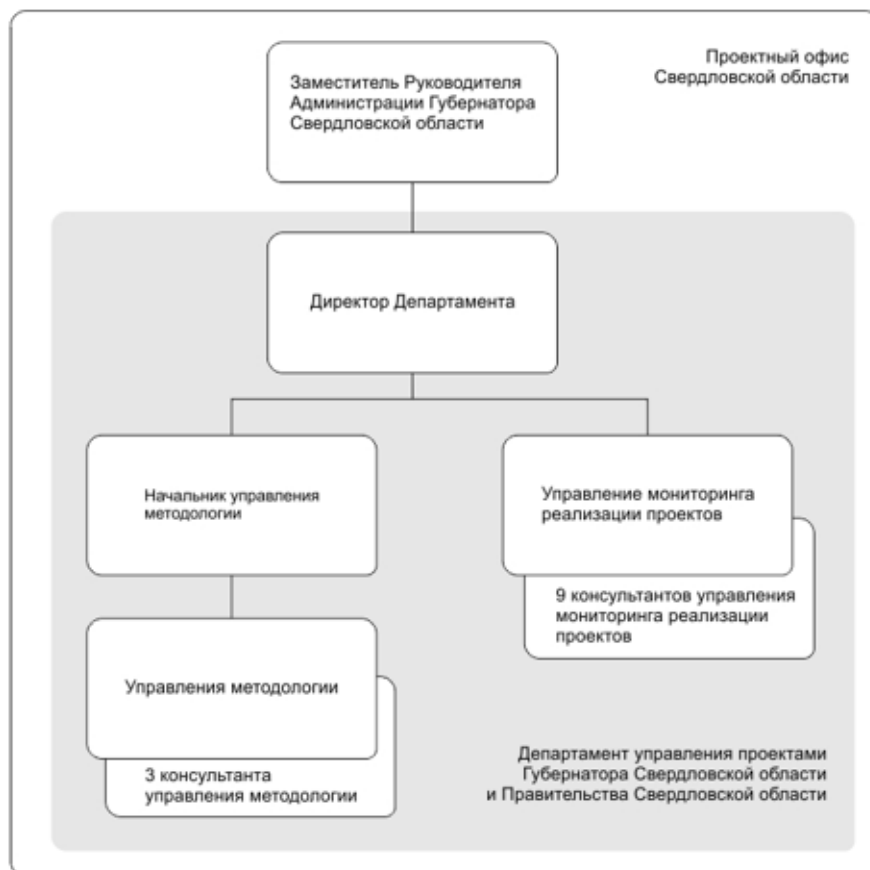 Проектный офис
Свердловской области
Заместитель Руководителя
Администрации Губернатора
Свердловской области
Директор Департамента
Начальник управления
методологии
Управление мониторинга
реализации проектов
9 консультантов управления
мониторинга реализации
проектов
Управления методологии
3 консультанта
управления методологии
Департамент управления проектами
Губернатора Свердловской области
и Правительства Свердловской области